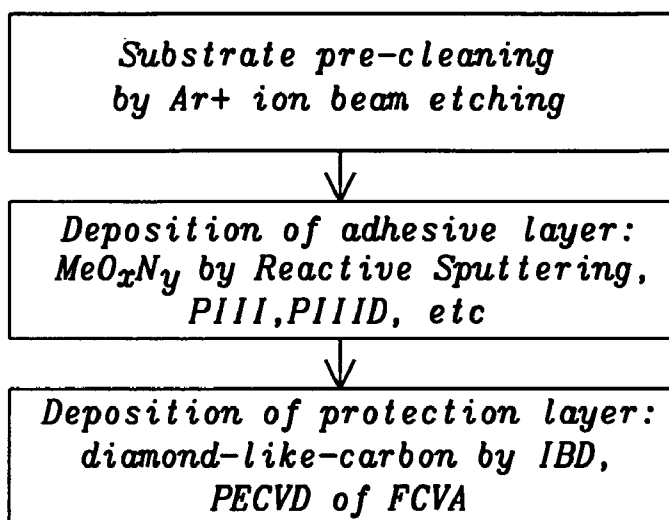 Substrate pre-cleaning
by Ar+ ion beam etching
Deposition of adhesive layer:
MeOxNy by Reactive Sputtering,
PIII,PIIID, etc
Deposition of protection layer:
diamond-like-carbon by IBD,
PECVD of FCVA